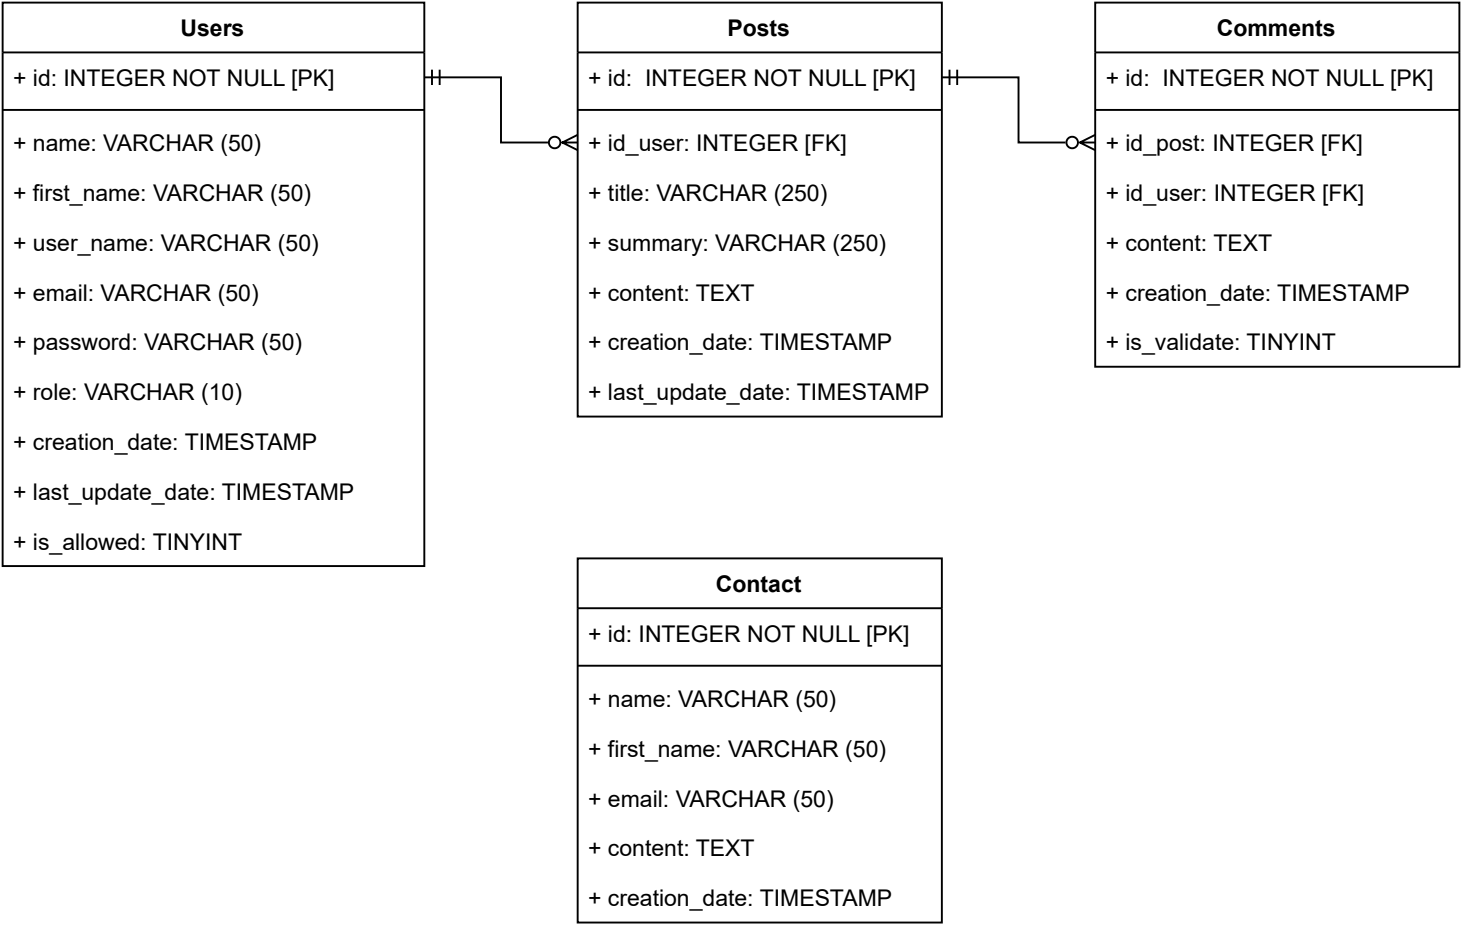 Users
+ id: INTEGER NOT NULL [PK]
+ name: VARCHAR (50)
+ first_name: VARCHAR (50)
+ user_name: VARCHAR (50)
+ email: VARCHAR (50)
+ password: VARCHAR (50)
+ role: VARCHAR (10)
+ creation_date: TIMESTAMP
+ last_update_date: TIMESTAMP
+ is_allowed: TINYINT
Posts
+ id:  INTEGER NOT NULL [PK]
+ id_user: INTEGER [FK]
+ title: VARCHAR (250)
+ summary: VARCHAR (250)
+ content: TEXT
+ creation_date: TIMESTAMP
+ last_update_date: TIMESTAMP
Comments
+ id:  INTEGER NOT NULL [PK]
+ id_post: INTEGER [FK]
+ id_user: INTEGER [FK]
+ content: TEXT
+ creation_date: TIMESTAMP
+ is_validate: TINYINT
Contact
+ id: INTEGER NOT NULL [PK]
+ name: VARCHAR (50)
+ first_name: VARCHAR (50)
+ email: VARCHAR (50)
+ content: TEXT
+ creation_date: TIMESTAMP